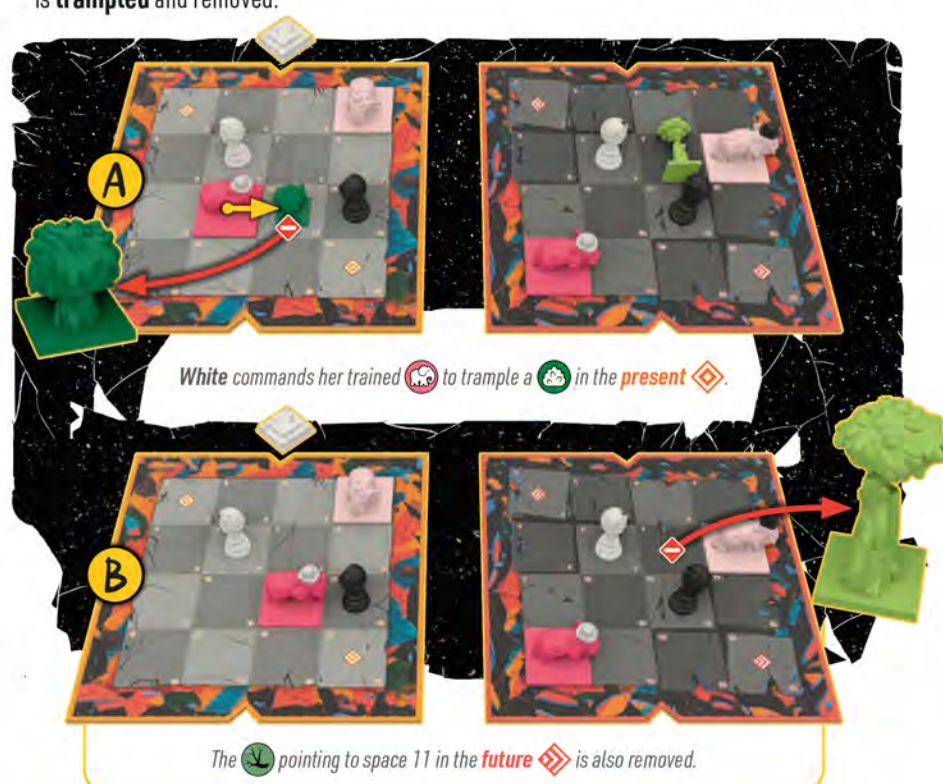 is trampted and removed.
A
White commands her trained to trample a in the present.
B
The pointing to space 11 in the future is also removed.